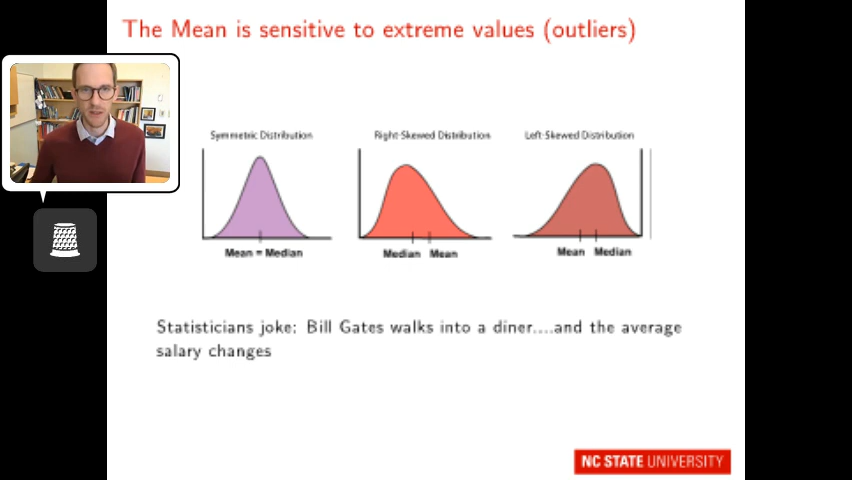 The Mean is sensitive to extreme values (outliers)
Symmetric Distribution
Right-Skewed Distribution
Left-Skewed Distribution
Mean = Median
Median Mean
Mean Median
Statisticians joke: Bill Gates walks into a diner....and the average
salary changes
NC STATE UNIVERSITY